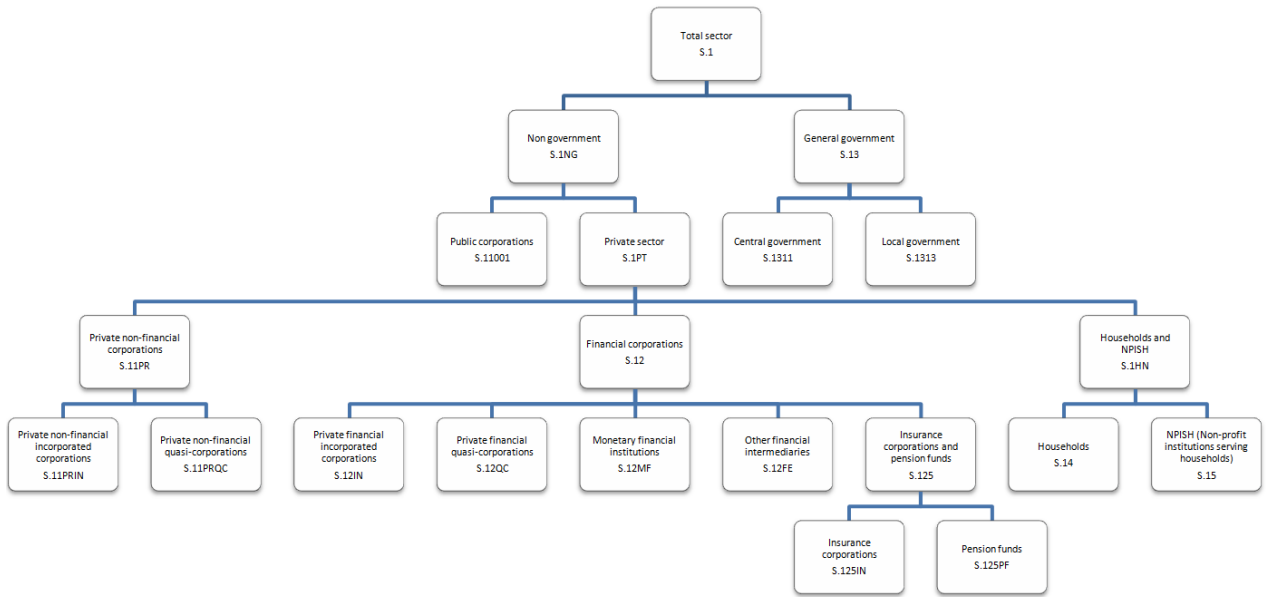 Total sector
S.1
Non government
S.1NG
General government
S.13
Public corporations
S.11001
Private sector
S.1PT
Central government
S.1311
Local government
S.1313
Private non-financial
corporations
S.11PR
Financial corporations
S.12
Households and
NPISH
S.1HN
Private non-financial
incorporated
corporations
S.11PRIN
Private non-financial
quasi-corporations
S.11PRQC
Private financial
incorporated
corporations
S.12IN
Private financial
quasi-corporations
S.12QC
Monetary financial
institutions
S.12MF
Other financial
intermediaries
S.12FE
Insurance
corporations and
pension funds
S.125
Households
S.14
NPISH (Non-profit
institutions serving
households)
S.15
Insurance
corporations
S.125IN
Pension funds
S.125PF